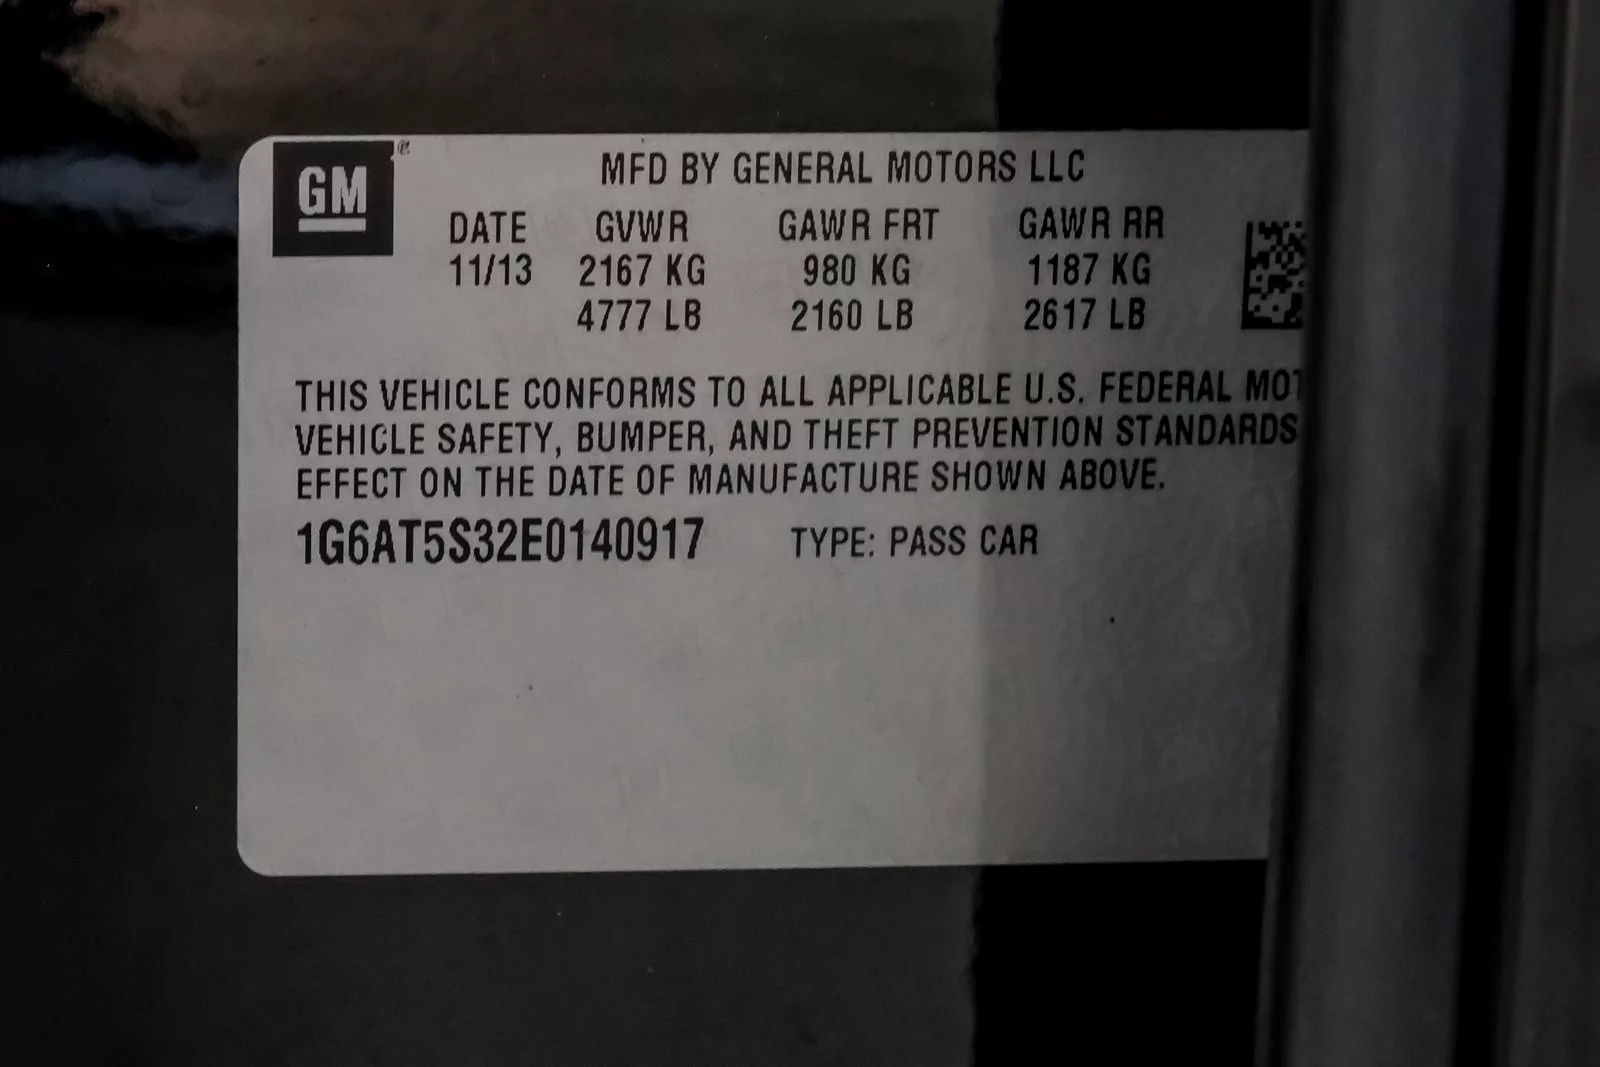 GM
MFD BY GENERAL MOTORS LLC
DATE GVWR GAWR FRT GAWR RR
11/13 2167 KG 980 KG 1187 KG
4777 LB 2160 LB 2617 LB
THIS VEHICLE CONFORMS TO ALL APPLICABLE U.S. FEDERAL MOT
VEHICLE SAFETY, BUMPER, AND THEFT PREVENTION STANDARDS
EFFECT ON THE DATE OF MANUFACTURE SHOWN ABOVE.
1G6AT5S32E0140917 TYPE: PASS CAR